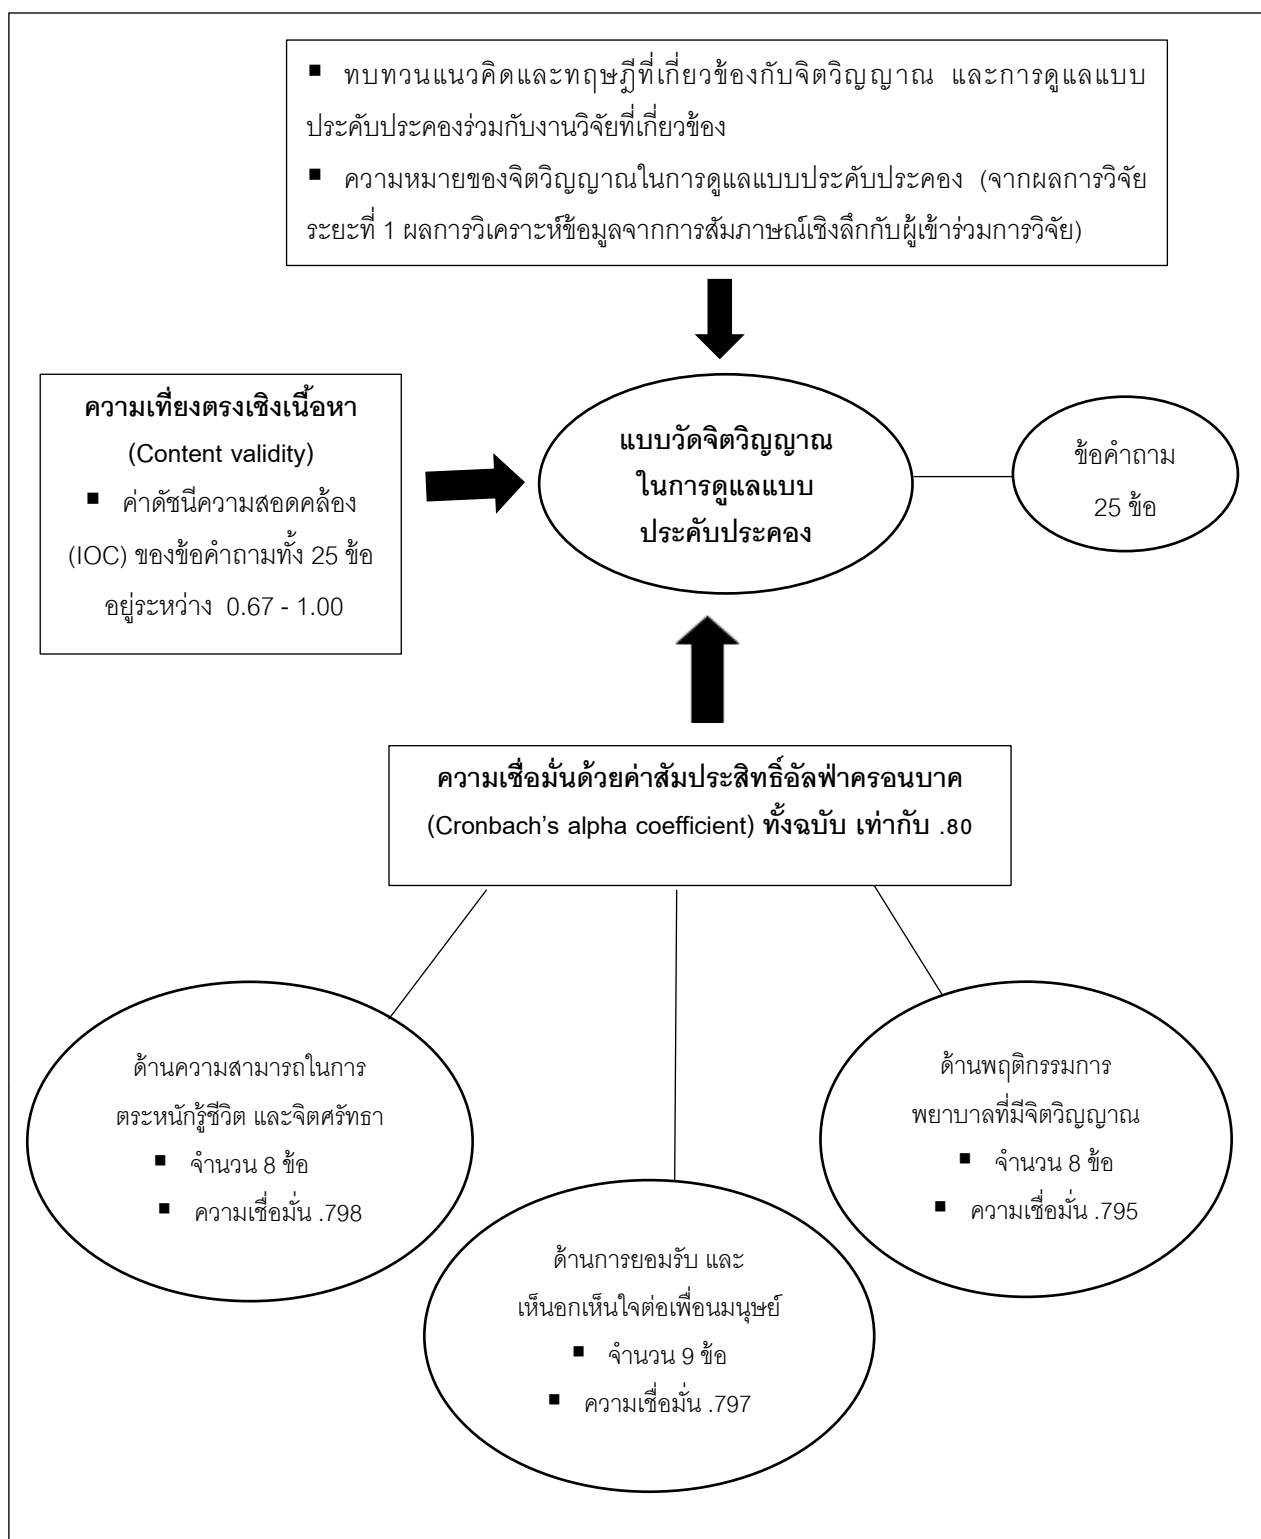 ▪ ทบทวนแนวคิดและทฤษฎีที่เกี่ยวข้องกับจิตวิญญาณ และการดูแลแบบ
ประคับประคองร่วมกับงานวิจัยที่เกี่ยวข้อง
▪ ความหมายของจิตวิญญาณในการดูแลแบบประคับประคอง (จากผลการวิจัย
ระยะที่ 1 ผลการวิเคราะห์ข้อมูลจากการสัมภาษณ์เชิงลึกกับผู้เข้าร่วมการวิจัย)
ความเที่ยงตรงเชิงเนื้อหา
(Content validity)
▪ ค่าดัชนีความสอดคล้อง
(IOC) ของข้อคำถามทั้ง 25 ข้อ
อยู่ระหว่าง 0.67 - 1.00
แบบวัดจิตวิญญาณ
ในการดูแลแบบ
ประคับประคอง
ข้อคำถาม
25 ข้อ
ความเชื่อมั่นด้วยค่าสัมประสิทธิ์อัลฟ่าครอนบาค
(Cronbach's alpha coefficient) ทั้งฉบับ เท่ากับ .80
ด้านความสามารถในการ
ตระหนักรู้ชีวิต และจิตศรัทธา
▪ จำนวน 8 ข้อ
▪ ความเชื่อมั่น .798
ด้านการยอมรับ และ
เห็นอกเห็นใจต่อเพื่อนมนุษย์
▪ จำนวน 9 ข้อ
▪ ความเชื่อมั่น .797
ด้านพฤติกรรมการ
พยาบาลที่มีจิตวิญญาณ
▪ จำนวน 8 ข้อ
▪ ความเชื่อมั่น .795